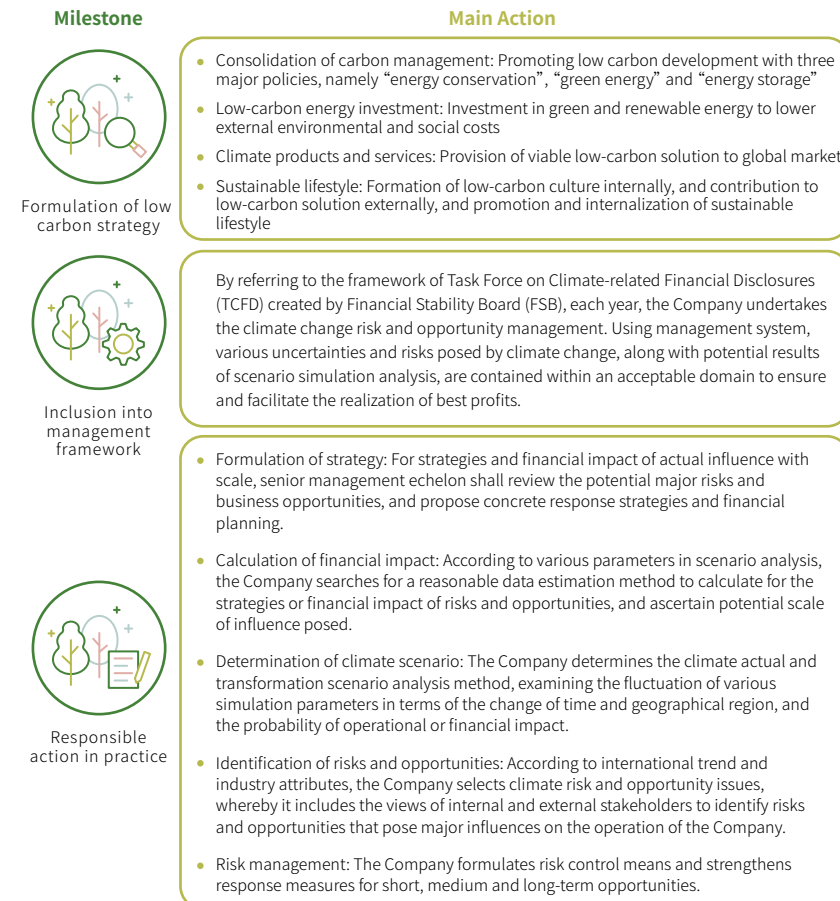 Milestone
Main Action
Formulation of low
carbon strategy
• Consolidation of carbon management: Promoting low carbon development with three
major policies, namely “energy conservation”, “green energy” and “energy storage”
• Low-carbon energy investment: Investment in green and renewable energy to lower
external environmental and social costs
• Climate products and services: Provision of viable low-carbon solution to global market
• Sustainable lifestyle: Formation of low-carbon culture internally, and contribution to
low-carbon solution externally, and promotion and internalization of sustainable
lifestyle
Inclusion into
management
framework
By referring to the framework of Task Force on Climate-related Financial Disclosures
(TCFD) created by Financial Stability Board (FSB), each year, the Company undertakes
the climate change risk and opportunity management. Using management system,
various uncertainties and risks posed by climate change, along with potential results
of scenario simulation analysis, are contained within an acceptable domain to ensure
and facilitate the realization of best profits.
Responsible
action in practice
• Formulation of strategy: For strategies and financial impact of actual influence with
scale, senior management echelon shall review the potential major risks and
business opportunities, and propose concrete response strategies and financial
planning.
• Calculation of financial impact: According to various parameters in scenario analysis,
the Company searches for a reasonable data estimation method to calculate for the
strategies or financial impact of risks and opportunities, and ascertain potential scale
of influence posed.
• Determination of climate scenario: The Company determines the climate actual and
transformation scenario analysis method, examining the fluctuation of various
simulation parameters in terms of the change of time and geographical region, and
the probability of operational or financial impact.
• Identification of risks and opportunities: According to international trend and
industry attributes, the Company selects climate risk and opportunity issues,
whereby it includes the views of internal and external stakeholders to identify risks
and opportunities that pose major influences on the operation of the Company.
• Risk management: The Company formulates risk control means and strengthens
response measures for short, medium and long-term opportunities.